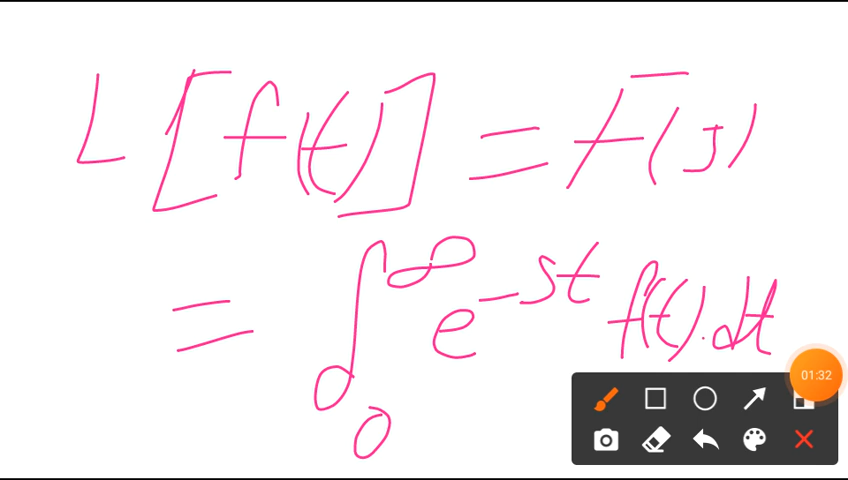 L[f(t)] = F(s)
= ∫₀^∞ e^-st f(t).dt
01:32